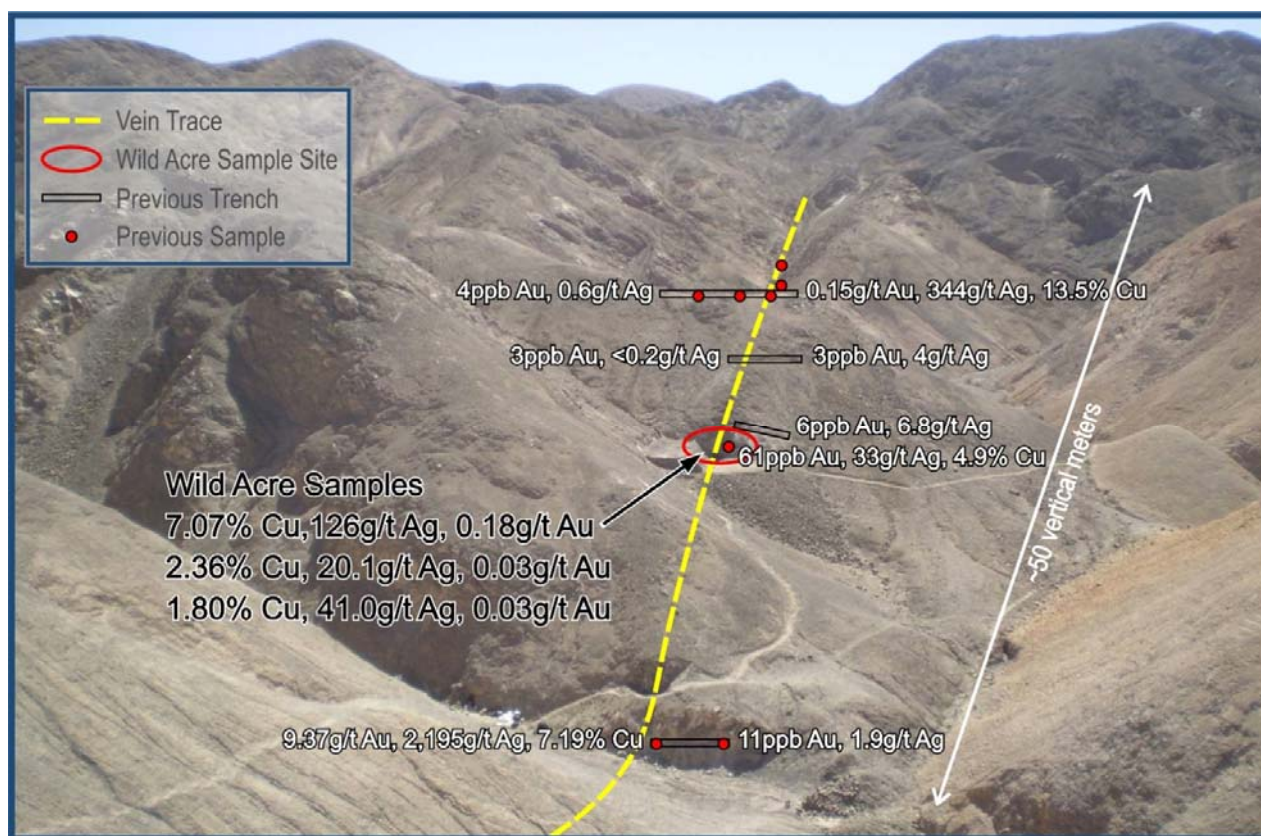 Vein Trace
Wild Acre Sample Site
Previous Trench
Previous Sample
4ppb Au, 0.6g/t Ag
0.15g/t Au, 344g/t Ag, 13.5% Cu
3ppb Au, <0.2g/t Ag
3ppb Au, 4g/t Ag
6ppb Au, 6.8g/t Ag
61ppb Au, 33g/t Ag, 4.9% Cu
Wild Acre Samples
7.07% Cu,126g/t Ag, 0.18g/t Au
2.36% Cu, 20.1g/t Ag, 0.03g/t Au
1.80% Cu, 41.0g/t Ag, 0.03g/t Au
~50 vertical meters
9.37g/t Au, 2,195g/t Ag, 7.19% Cu
11ppb Au, 1.9g/t Ag